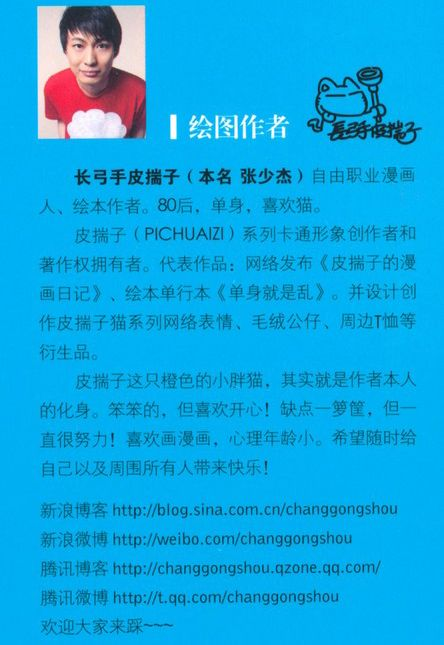 绘图作者
长弓手皮揣子
长弓手皮揣子（本名 张少杰）自由职业漫画
人、绘本作者。80后，单身，喜欢猫。
皮揣子（PICHUAIZI）系列卡通形象创作者和
著作权拥有者。代表作品：网络发布《皮揣子的漫
画日记》、绘本单行本《单身就是乱》。并设计创
作皮揣子猫系列网络表情、毛绒公仔、周边T恤等
衍生品。
皮揣子这只橙色的小胖猫，其实就是作者本人
的化身。笨笨的，但喜欢开心！缺点一箩筐，但一
直很努力！喜欢画漫画，心理年龄小。希望随时给
自己以及周围所有人带来快乐！
新浪博客 http://blog.sina.com.cn/changgongshou
新浪微博 http://weibo.com/changgongshou
腾讯博客 http://changgongshou.qzone.qq.com/
腾讯微博 http://t.qq.com/changgongshou
欢迎大家来踩~~~